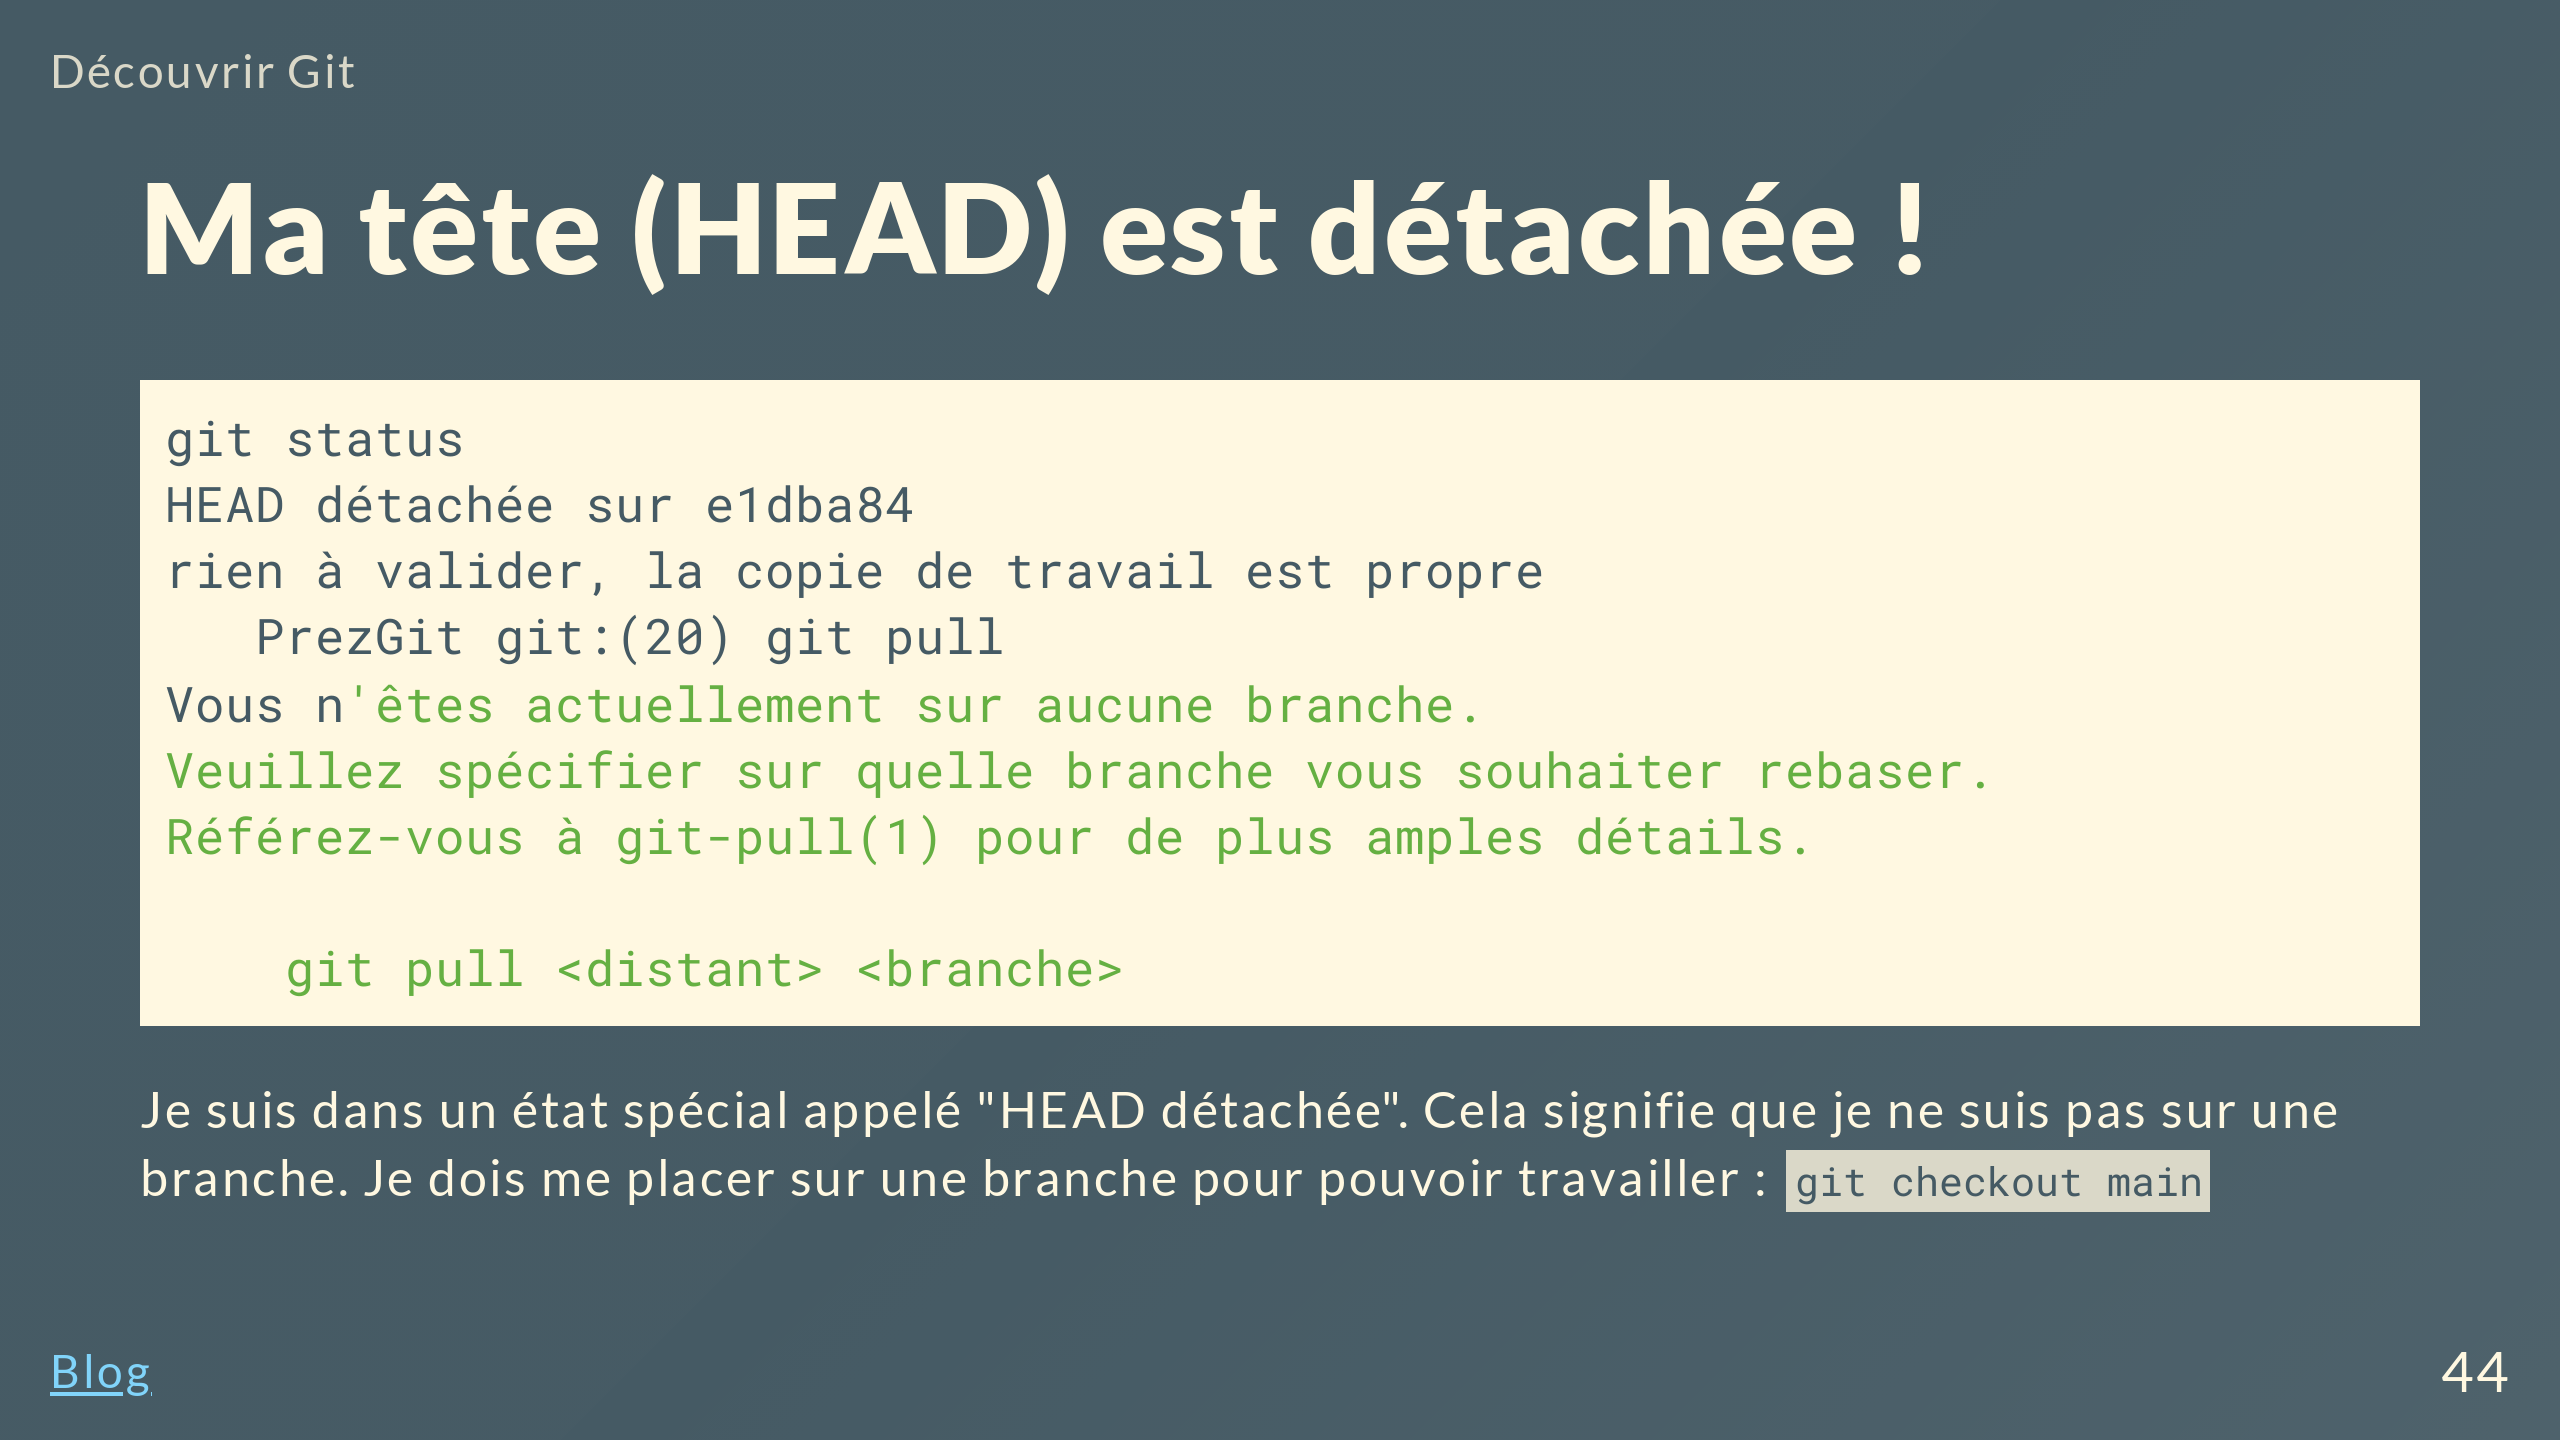 Découvrir Git
Ma tête (HEAD) est détachée !
git status
HEAD détachée sur e1dba84
rien à valider, la copie de travail est propre
   PrezGit git:(20) git pull
Vous n'êtes actuellement sur aucune branche.
Veuillez spécifier sur quelle branche vous souhaiter rebaser.
Référez-vous à git-pull(1) pour de plus amples détails.
    git pull <distant> <branche>
Je suis dans un état spécial appelé "HEAD détachée". Cela signifie que je ne suis pas sur une
branche. Je dois me placer sur une branche pour pouvoir travailler : git checkout main
Blog
44